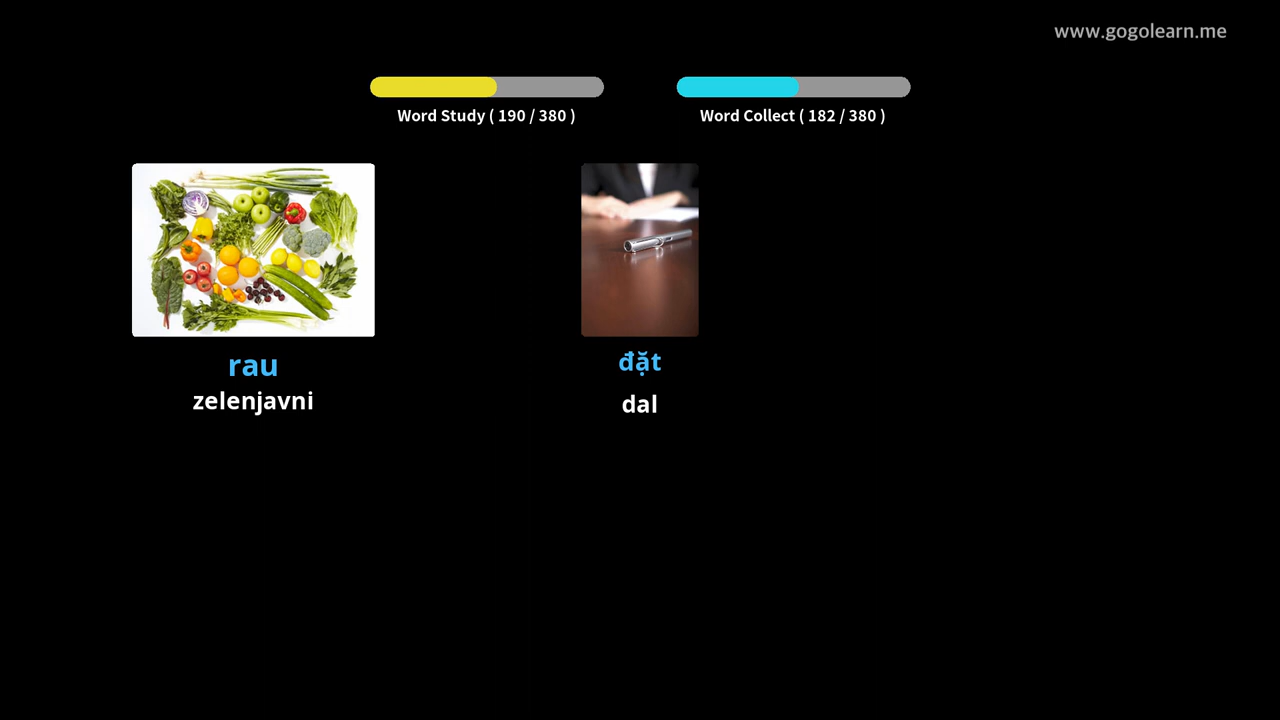 www.gogolearn.me
Word Study ( 190 / 380 )
Word Collect ( 182 / 380 )
rau
zelenjavni
đặt
dal